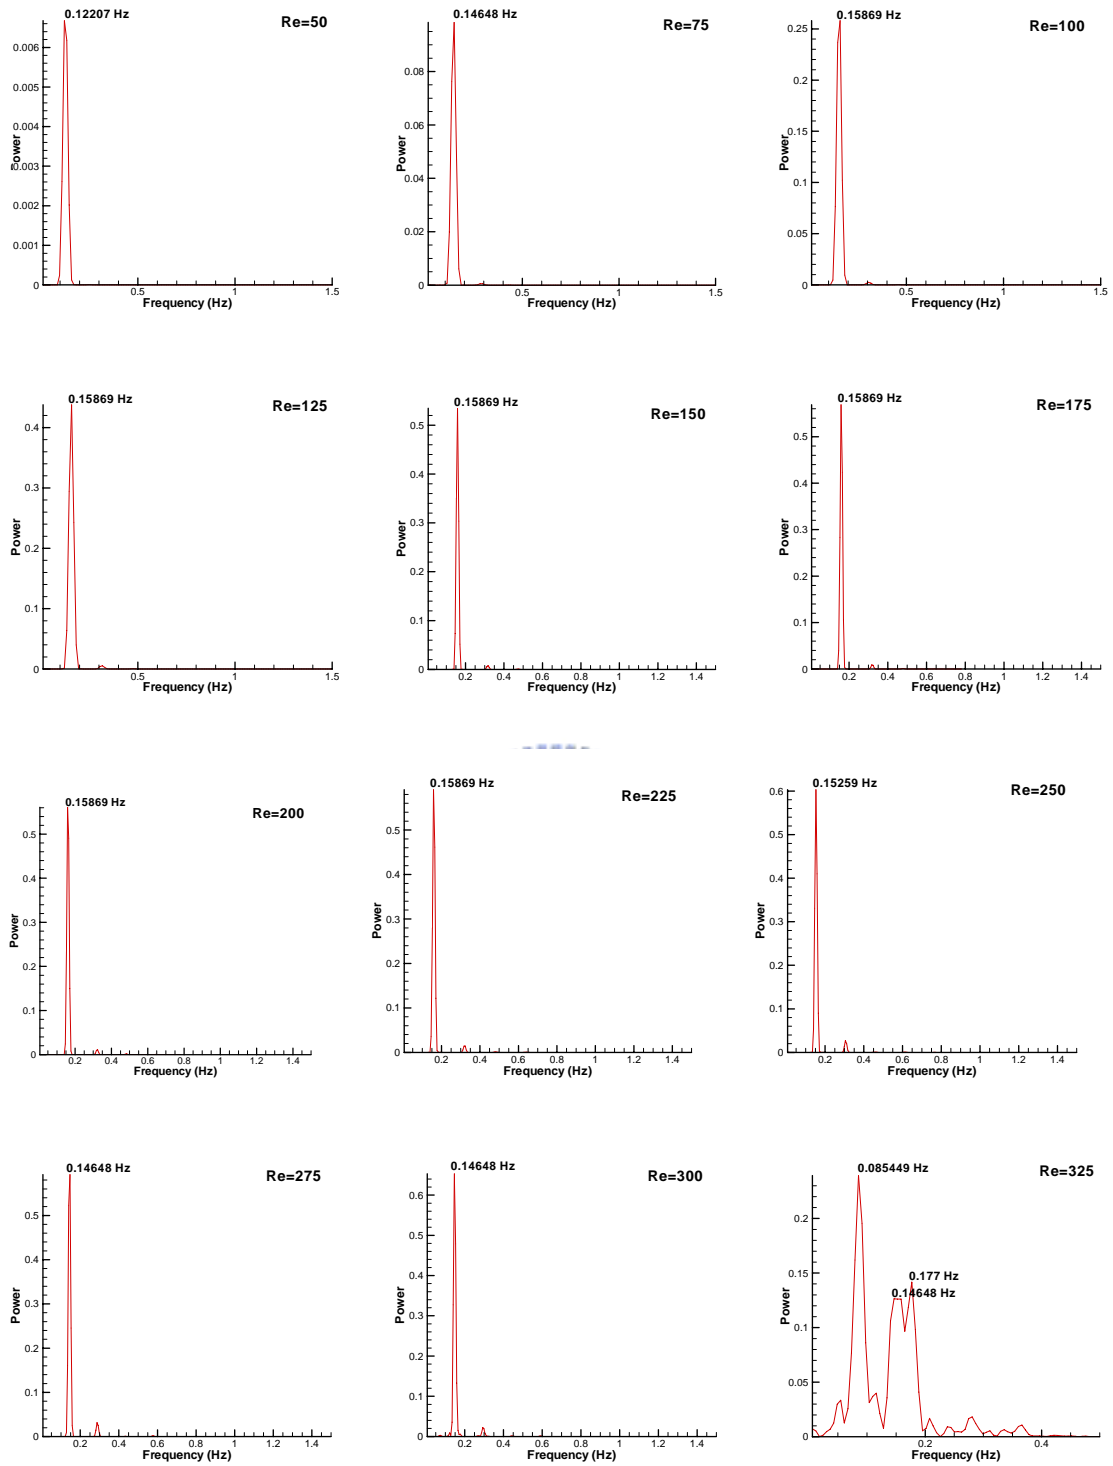 0.12207 Hz
Re=50
0.006
0.005
0.004
0.003
0.002
0.001
0
Power
0.5
1
1.5
Frequency (Hz)
0.14648 Hz
Re=75
0.08
0.06
0.04
0.02
0
Power
0.5
1
1.5
Frequency (Hz)
0.15869 Hz
Re=100
0.25
0.2
0.15
0.1
0.05
0
Power
0.5
1
1.5
Frequency (Hz)
0.15869 Hz
Re=125
0.4
0.3
0.2
0.1
0
Power
0.5
1
1.5
Frequency (Hz)
0.15869 Hz
Re=150
0.5
0.4
0.3
0.2
0.1
0
Power
0.2 0.4 0.6 0.8 1 1.2 1.4
Frequency (Hz)
0.15869 Hz
Re=175
0.5
0.4
0.3
0.2
0.1
0
Power
0.2 0.4 0.6 0.8 1 1.2 1.4
Frequency (Hz)
0.15869 Hz
Re=200
0.5
0.4
0.3
0.2
0.1
0
Power
0.2 0.4 0.6 0.8 1 1.2 1.4
Frequency (Hz)
0.15869 Hz
Re=225
0.5
0.4
0.3
0.2
0.1
0
Power
0.2 0.4 0.6 0.8 1 1.2 1.4
Frequency (Hz)
0.15259 Hz
Re=250
0.6
0.5
0.4
0.3
0.2
0.1
0
Power
0.2 0.4 0.6 0.8 1 1.2 1.4
Frequency (Hz)
0.14648 Hz
Re=275
0.5
0.4
0.3
0.2
0.1
0
Power
0.2 0.4 0.6 0.8 1 1.2 1.4
Frequency (Hz)
0.14648 Hz
Re=300
0.6
0.5
0.4
0.3
0.2
0.1
0
Power
0.2 0.4 0.6 0.8 1 1.2 1.4
Frequency (Hz)
0.085449 Hz
Re=325
0.177 Hz
0.14648 Hz
0.2
0.15
0.1
0.05
0
Power
0.2 0.4
Frequency (Hz)